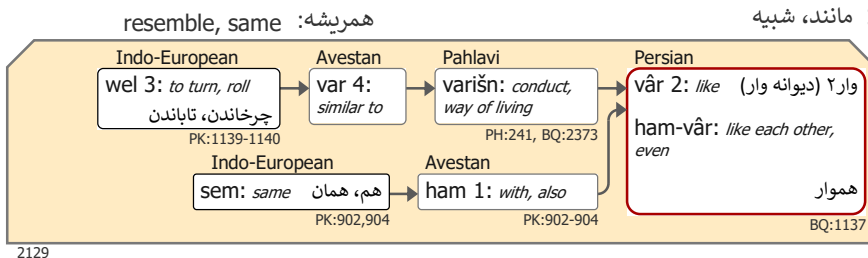 مانند، شبیه
همریشه: resemble, same
Indo-European
wel 3: to turn, roll
چرخاندن، تاباندن
PK:1139-1140
Avestan
var 4:
similar to
Pahlavi
varišn: conduct,
way of living
PH:241, BQ:2373
Persian
vâr 2: like وار۲ (دیوانه وار)
ham-vâr: like each other,
even
هموار
BQ:1137
Indo-European
sem: same هم، همان
PK:902,904
Avestan
ham 1: with, also
PK:902-904
2129